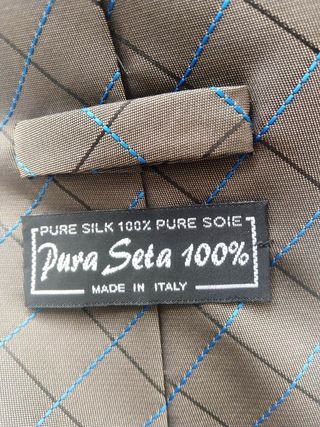 PURE SILK 100% PURE SOIE
Pura Seta 100%
MADE IN ITALY